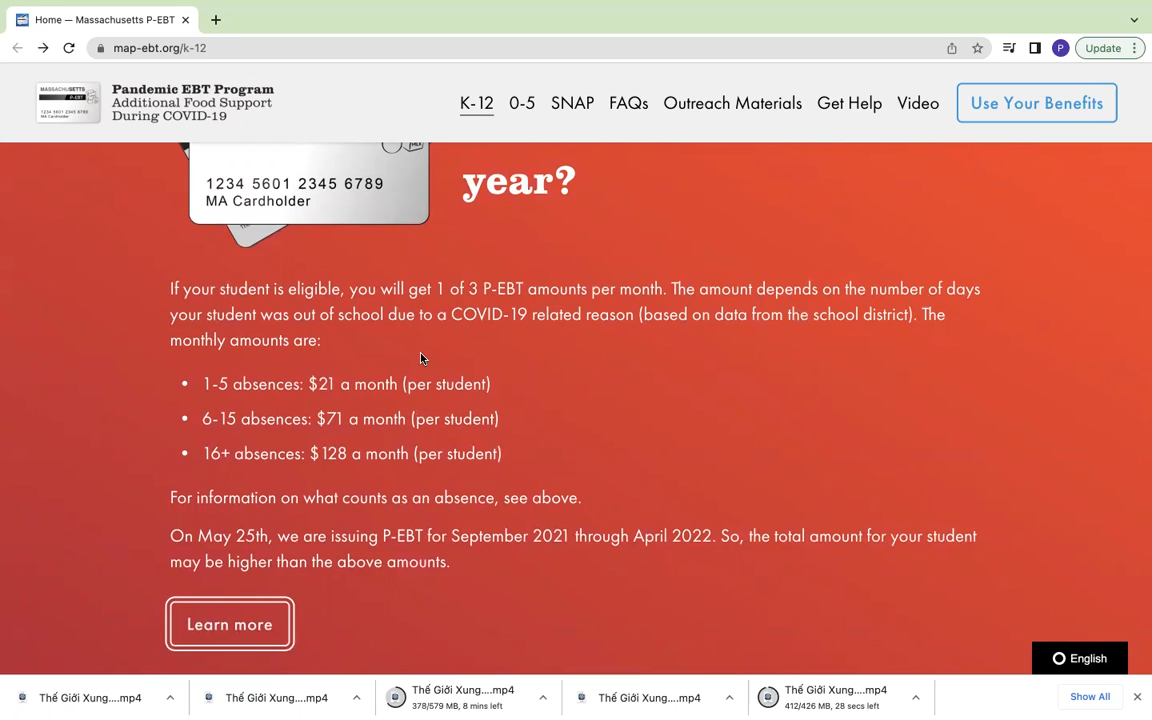 Home — Massachusetts P-EBT
map-ebt.org/k-12
Update
MASSACHUSETTS
P-EBT
1234 5601 2345 6789
MA Cardholder
Pandemic EBT Program
Additional Food Support
During COVID-19
K-12 0-5 SNAP FAQs Outreach Materials Get Help Video Use Your Benefits
1234 5601 2345 6789
MA Cardholder
year?
If your student is eligible, you will get 1 of 3 P-EBT amounts per month. The amount depends on the number of days
your student was out of school due to a COVID-19 related reason (based on data from the school district). The
monthly amounts are:
• 1-5 absences: $21 a month (per student)
• 6-15 absences: $71 a month (per student)
• 16+ absences: $128 a month (per student)
For information on what counts as an absence, see above.
On May 25th, we are issuing P-EBT for September 2021 through April 2022. So, the total amount for your student
may be higher than the above amounts.
Learn more
English
Thế Giới Xung....mp4
Thế Giới Xung....mp4
Thế Giới Xung....mp4
378/579 MB, 8 mins left
Thế Giới Xung....mp4
Thế Giới Xung....mp4
412/426 MB, 28 secs left
Show All